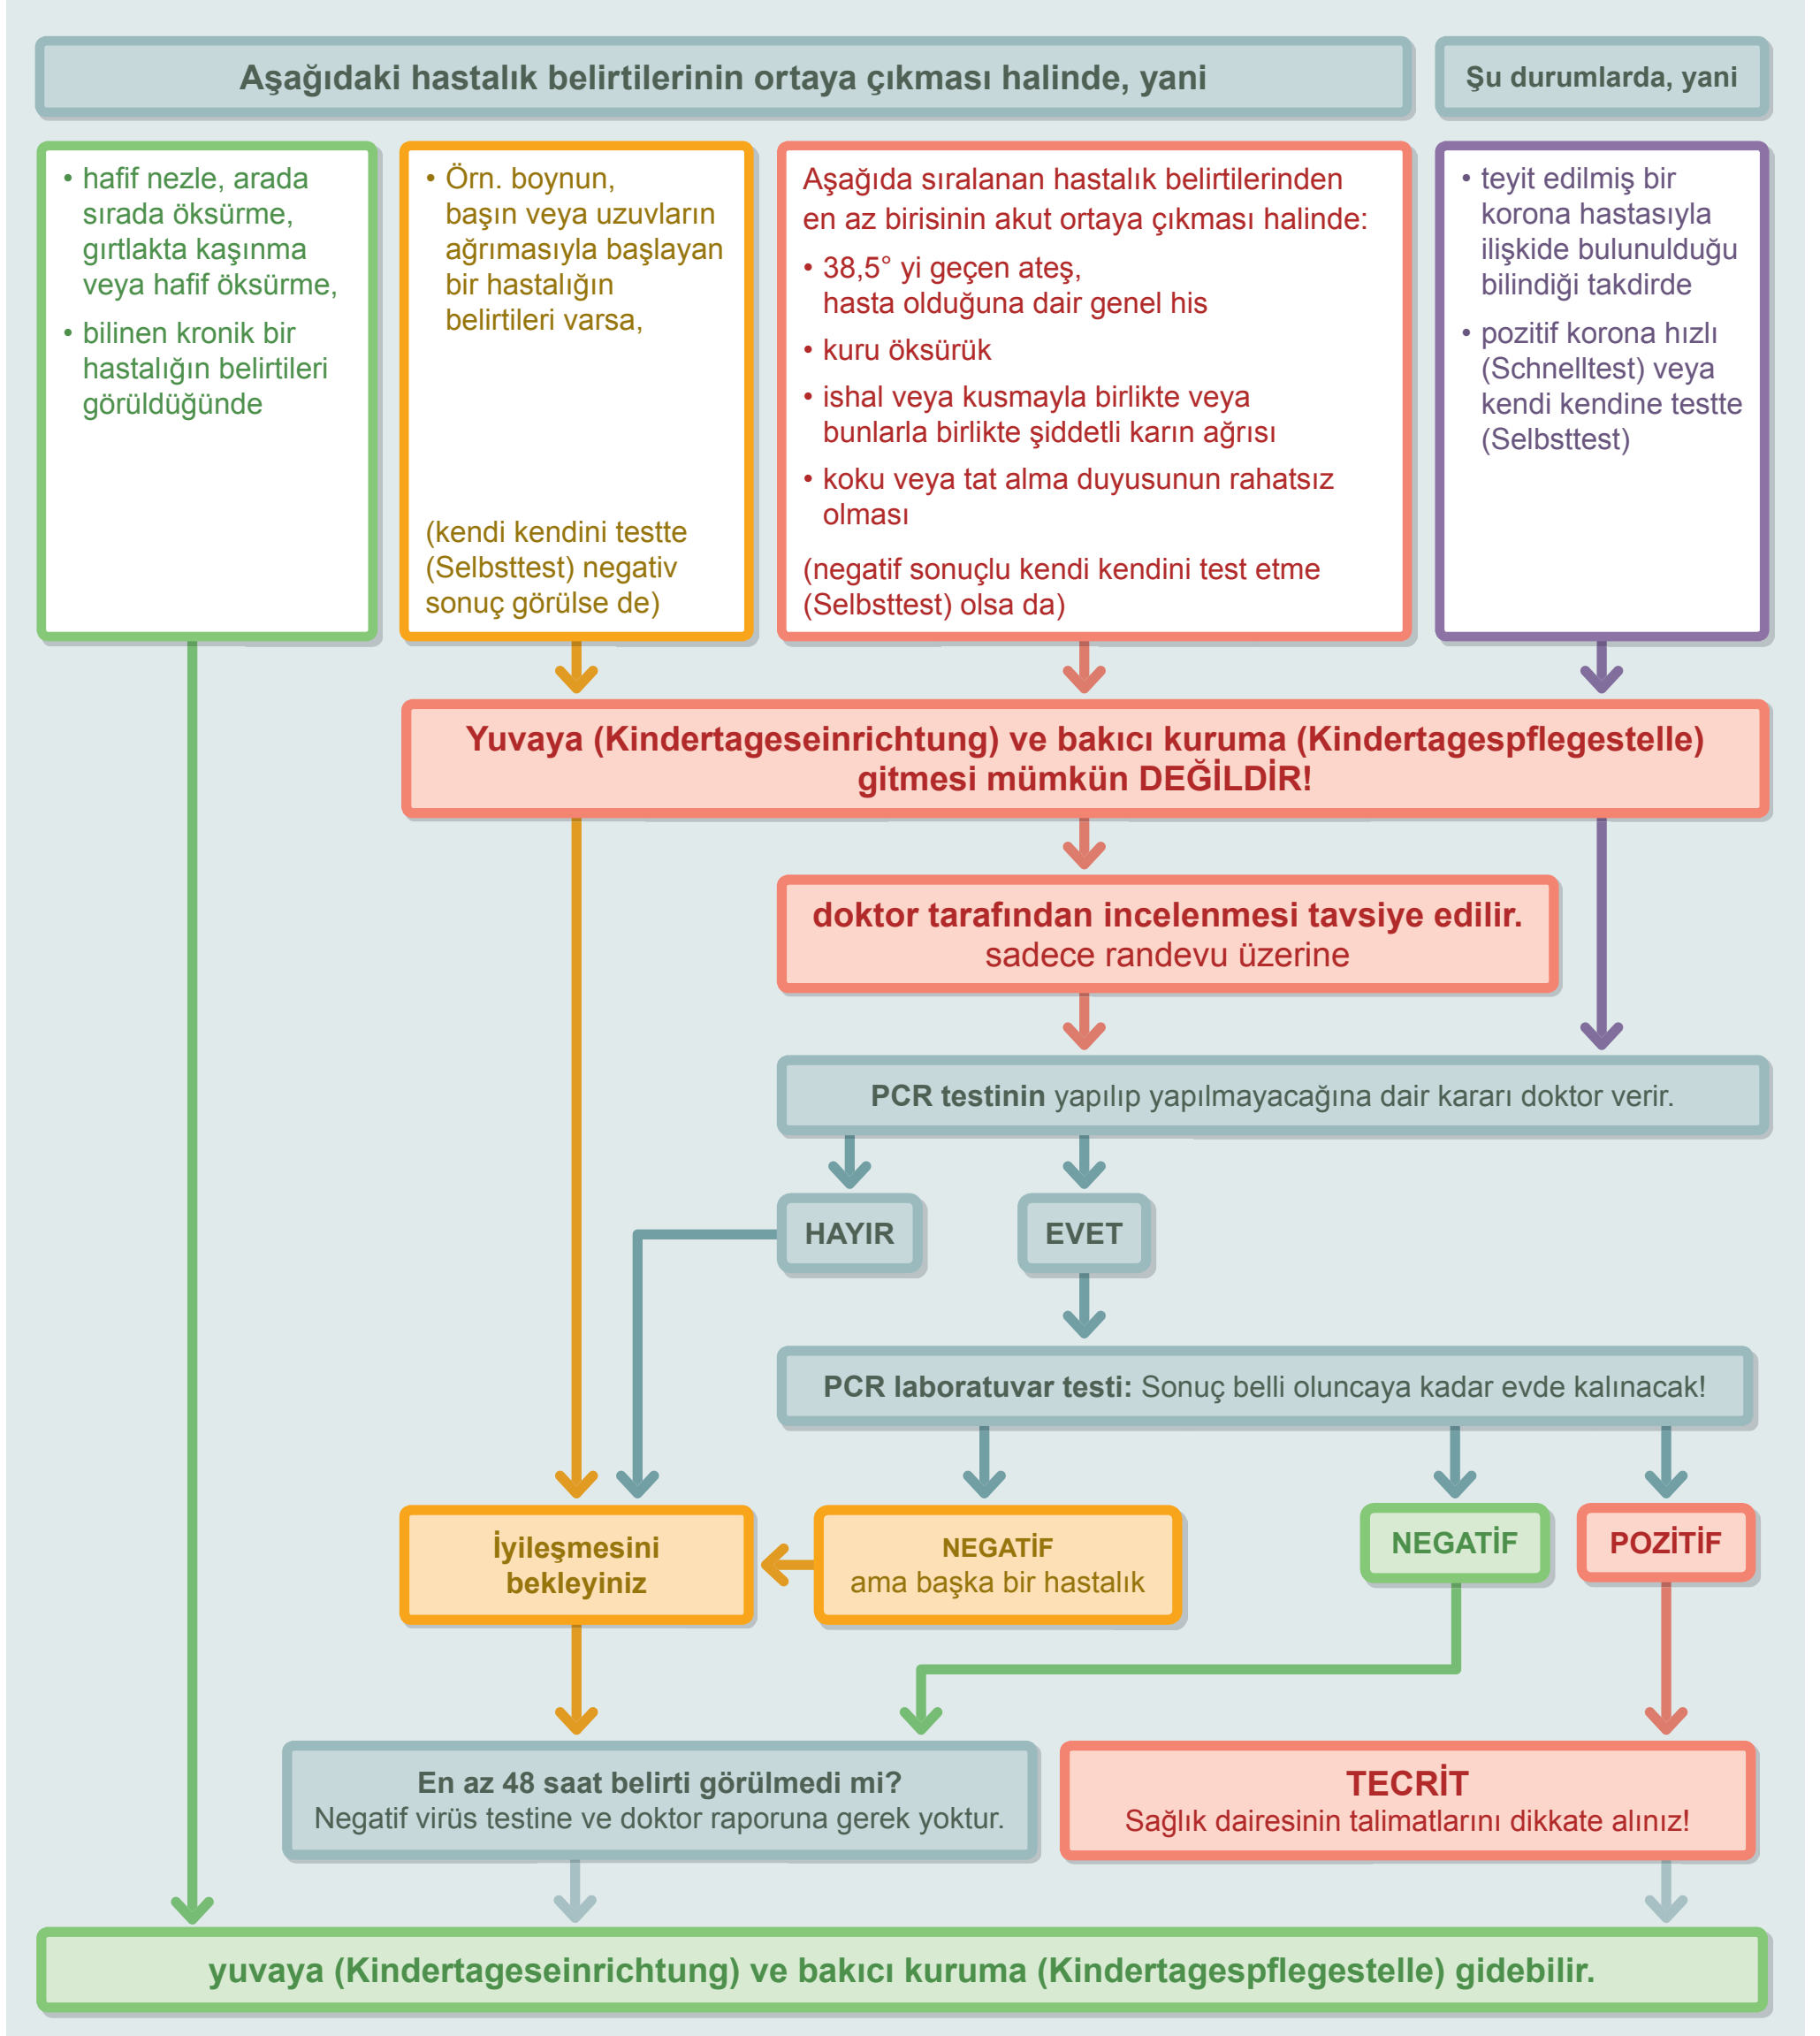 Aşağıdaki hastalık belirtilerinin ortaya çıkması halinde, yani
Şu durumlarda, yani
• hafif nezle, arada
sırada öksürme,
gırtlakta kaşınma
veya hafif öksürme,
• bilinen kronik bir
hastalığın belirtileri
görüldüğünde
• Örn. boynun,
başın veya uzuvların
ağrımasıyla başlayan
bir hastalığın
belirtileri varsa,
(kendi kendini testte
(Selbsttest) negativ
sonuç görülse de)
Aşağıda sıralanan hastalık belirtilerinden
en az birisinin akut ortaya çıkması halinde:
• 38,5° yi geçen ateş,
hasta olduğuna dair genel his
• kuru öksürük
• ishal veya kusmayla birlikte veya
bunlarla birlikte şiddetli karın ağrısı
• koku veya tat alma duyusunun rahatsız
olması
(negatif sonuçlu kendi kendini test etme
(Selbsttest) olsa da)
• teyit edilmiş bir
korona hastasıyla
ilişkide bulunulduğu
bilindiği takdirde
• pozitif korona hızlı
(Schnelltest) veya
kendi kendine testte
(Selbsttest)
Yuvaya (Kindertageseinrichtung) ve bakıcı kuruma (Kindertagespflegestelle)
gitmesi mümkün DEĞİLDİR!
doktor tarafından incelenmesi tavsiye edilir.
sadece randevu üzerine
PCR testinin yapılıp yapılmayacağına dair kararı doktor verir.
HAYIR
EVET
PCR laboratuvar testi: Sonuç belli oluncaya kadar evde kalınacak!
İyileşmesini
bekleyiniz
NEGATİF
ama başka bir hastalık
NEGATİF
POZİTİF
En az 48 saat belirti görülmedi mi?
Negatif virüs testine ve doktor raporuna gerek yoktur.
TECRİT
Sağlık dairesinin talimatlarını dikkate alınız!
yuvaya (Kindertageseinrichtung) ve bakıcı kuruma (Kindertagespflegestelle) gidebilir.